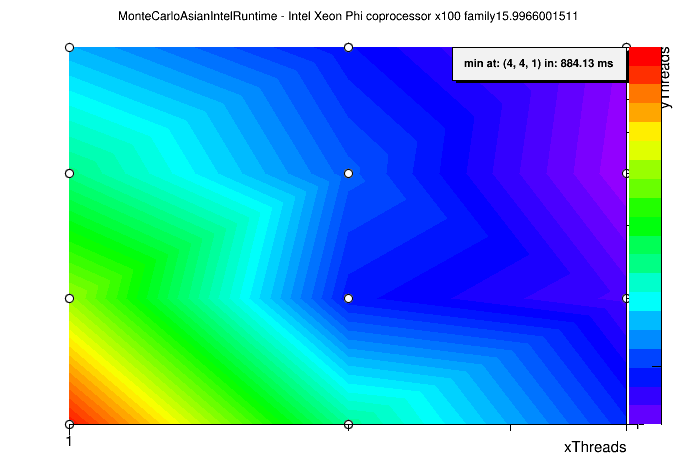 MonteCarloAsianIntelRuntime - Intel Xeon Phi coprocessor x100 family15.9966001511
min at: (4, 4, 1) in: 884.13 ms
yThreads
1
xThreads